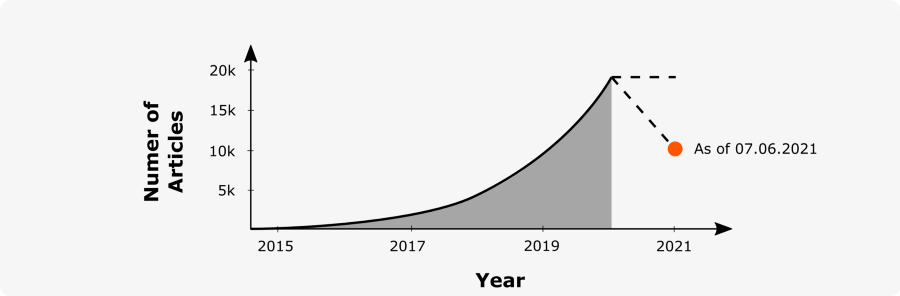 Numer of
Articles
20k
15k
10k
5k
As of 07.06.2021
2015
2017
2019
2021
Year